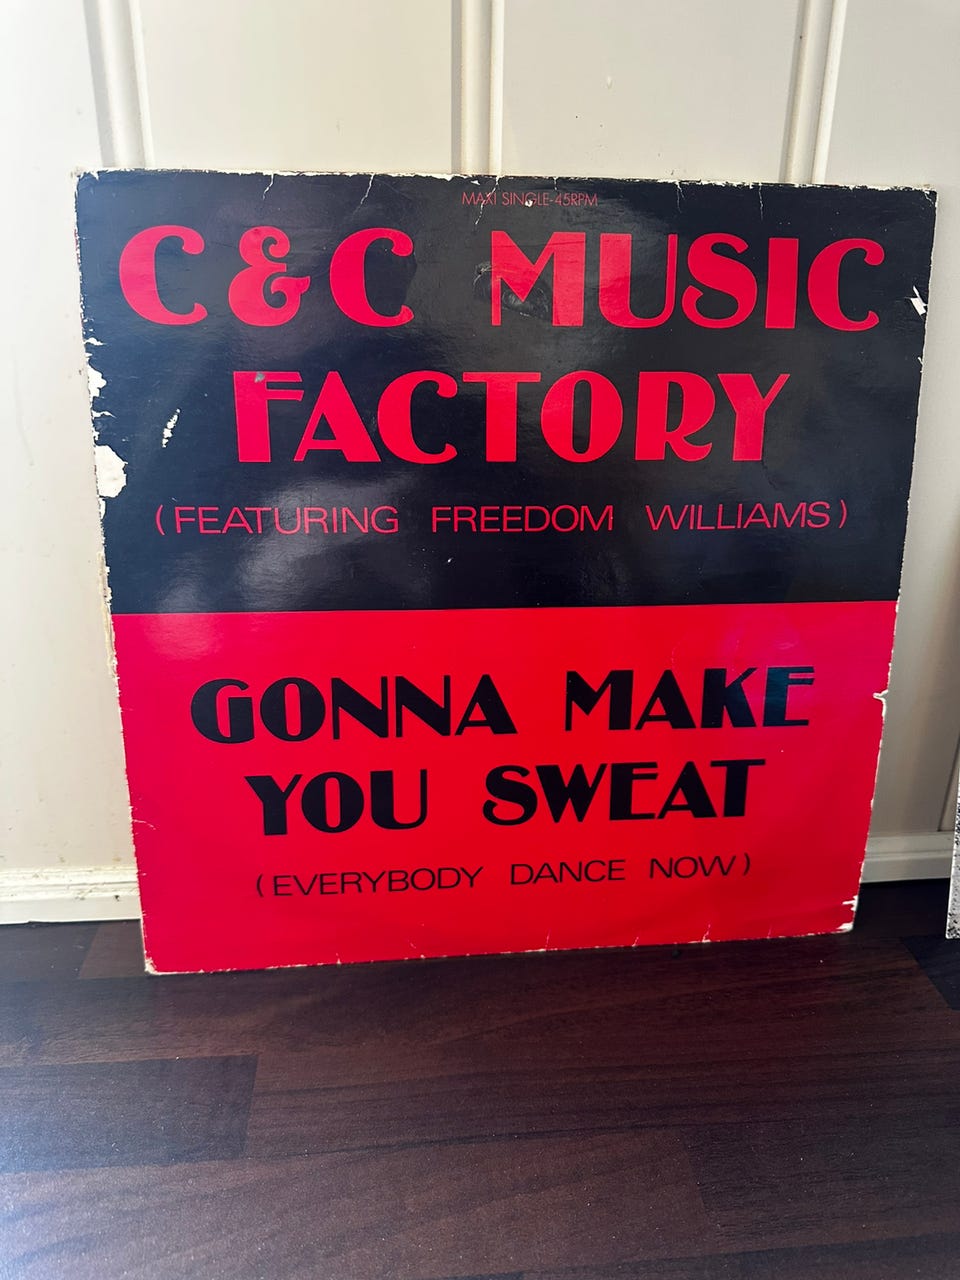 MAXI SINGLE-45RPM
C&C MUSIC
FACTORY
(FEATURING FREEDOM WILLIAMS)
GONNA MAKE
YOU SWEAT
(EVERYBODY DANCE NOW)